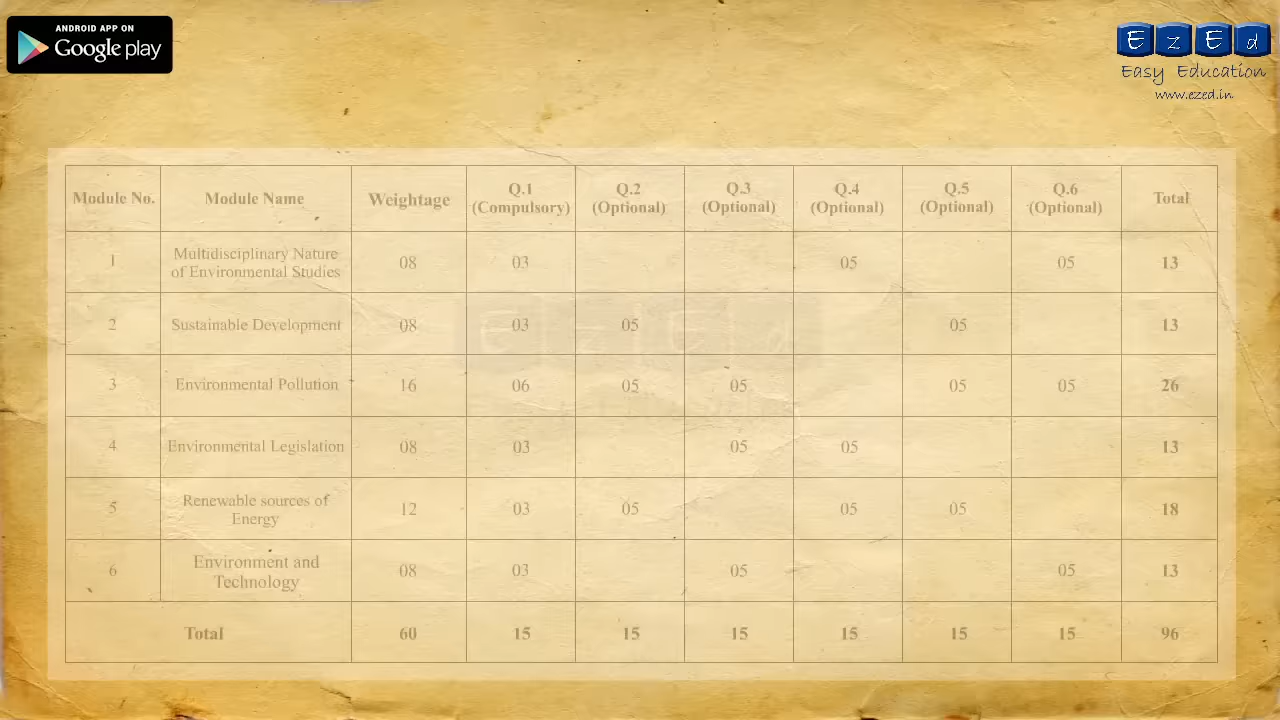 ANDROID APP ON
Google play
E z E d
Easy Education
www.ezed.in
Module No. Module Name Weightage Q.1 (Compulsory) Q.2 (Optional) Q.3 (Optional) Q.4 (Optional) Q.5 (Optional) Q.6 (Optional) Total
1 Multidisciplinary Nature of Environmental Studies 08 03 05 05 13
2 Sustainable Development 08 03 05 05 13
3 Environmental Pollution 16 06 05 05 05 05 26
4 Environmental Legislation 08 03 05 05 13
5 Renewable sources of Energy 12 03 05 05 05 18
6 Environment and Technology 08 03 05 05 13
Total 60 15 15 15 15 15 15 96
E z E d